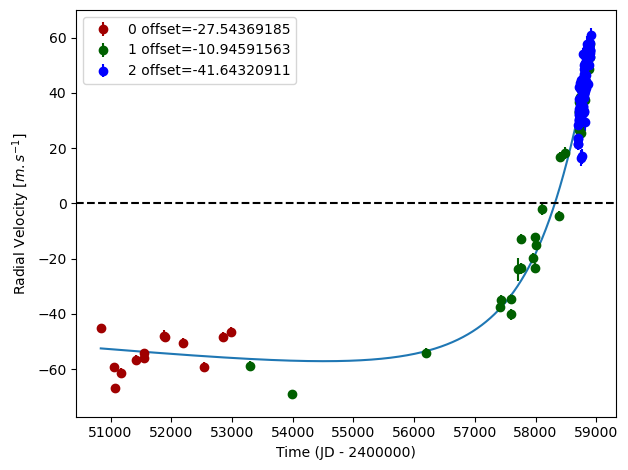 0 offset=-27.54369185
1 offset=-10.94591563
2 offset=-41.64320911
60
40
20
0
−20
−40
−60
Radial Velocity [m.s⁻¹]
51000 52000 53000 54000 55000 56000 57000 58000 59000
Time (JD - 2400000)